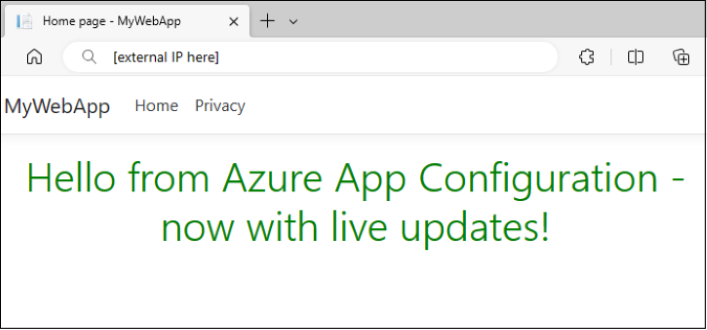 Home page - MyWebApp
[external IP here]
MyWebApp Home Privacy
Hello from Azure App Configuration -
now with live updates!